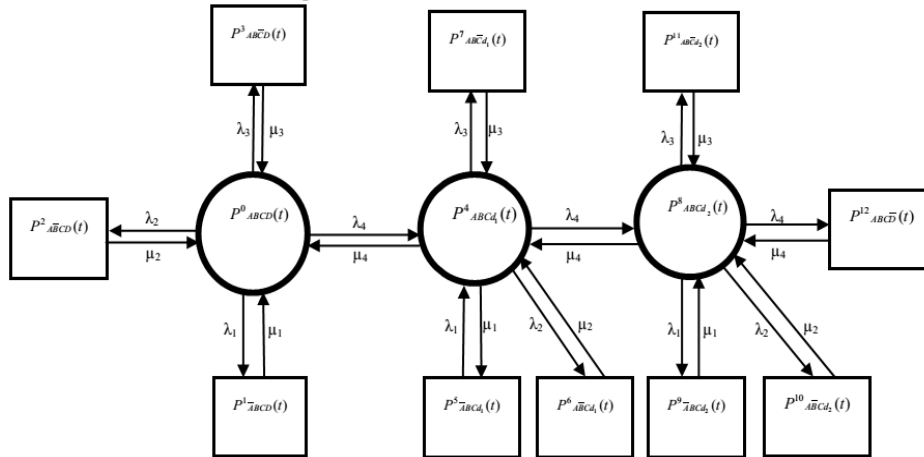 P³ABC̄D(t)
P⁷ABC̄d₁(t)
P¹¹ABC̄d₂(t)
λ₃ μ₃
λ₃ μ₃
λ₃ μ₃
P²AB̄CD(t)
λ₂
μ₂
P⁰ABCD(t)
λ₄
μ₄
P⁴ABCd₁(t)
λ₄
μ₄
P⁸ABCd₂(t)
λ₄
μ₄
P¹²ABCD̄(t)
λ₁ μ₁
λ₁ μ₁
λ₂ μ₂
λ₁ μ₁
λ₂ μ₂
P¹ĀBCD(t)
P⁵ĀBCd₁(t)
P⁶AB̄Cd₁(t)
P⁹ĀBCd₂(t)
P¹⁰AB̄Cd₂(t)